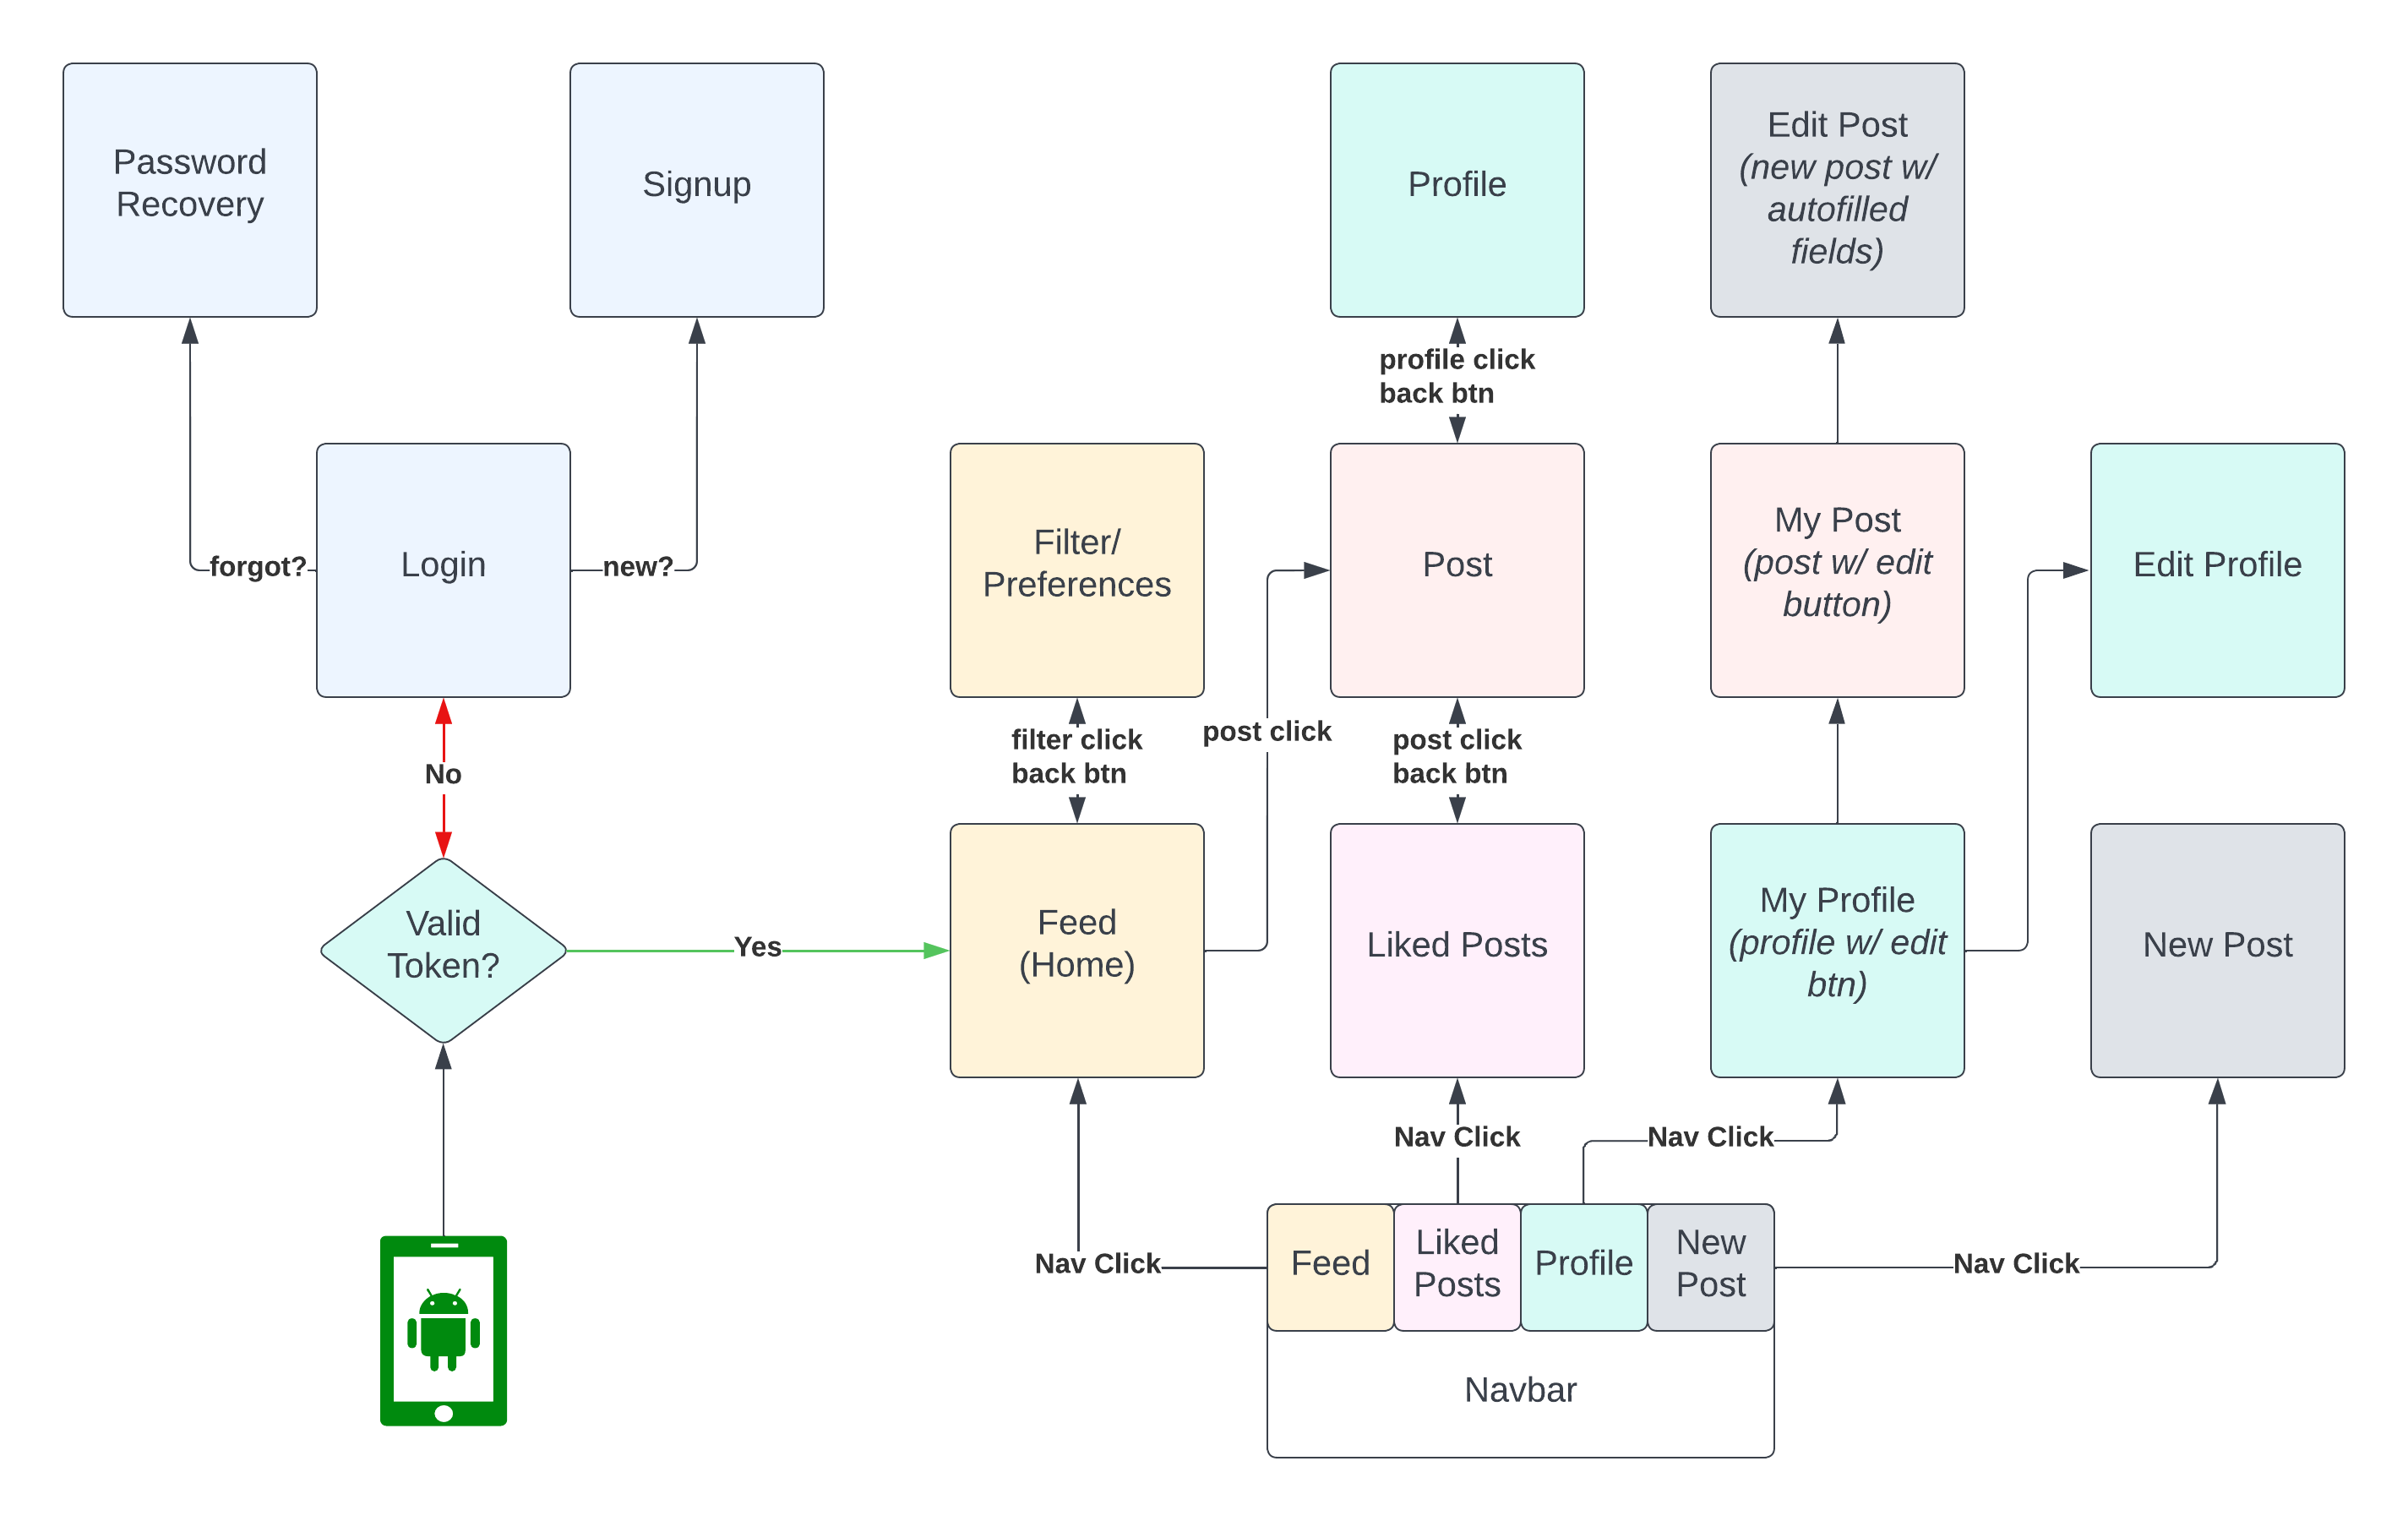 Password
Recovery
Signup
Profile
Edit Post
(new post w/
autofilled
fields)
profile click
back btn
forgot?
Login
new?
Filter/
Preferences
Post
My Post
(post w/ edit
button)
Edit Profile
No
filter click
back btn
post click
post click
back btn
Valid
Token?
Yes
Feed
(Home)
Liked Posts
My Profile
(profile w/ edit
btn)
New Post
Nav Click
Nav Click
Nav Click
Feed
Liked
Posts
Profile
New
Post
Nav Click
Navbar